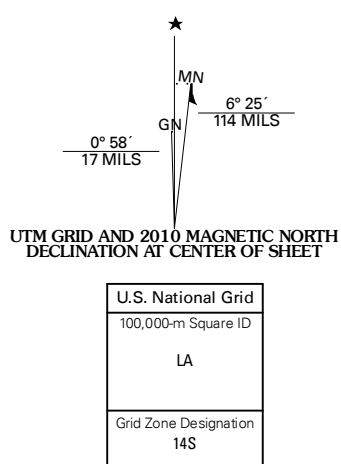 MN
6° 25´
114 MILS
GN
0° 58´
17 MILS
UTM GRID AND 2010 MAGNETIC NORTH
DECLINATION AT CENTER OF SHEET
U.S. National Grid
100,000-m Square ID
LA
Grid Zone Designation
14S